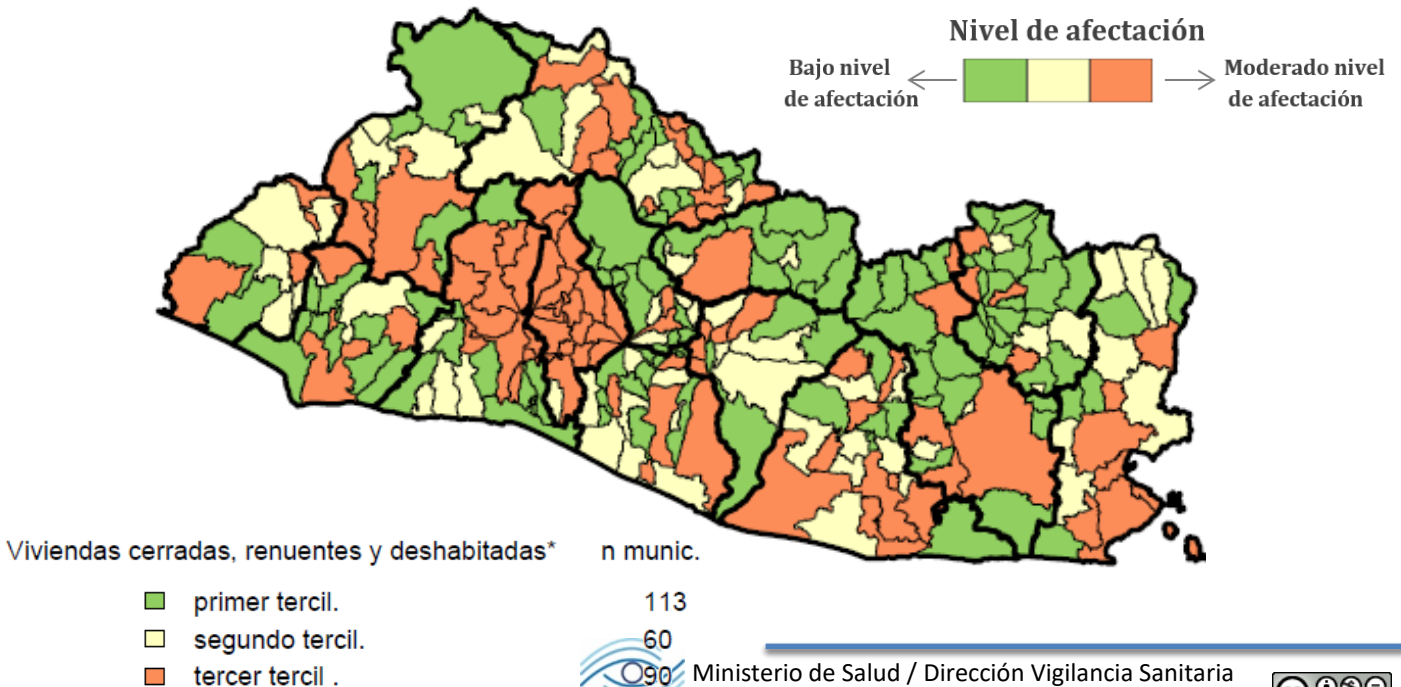 Nivel de afectación
Bajo nivel
de afectación
Moderado nivel
de afectación
Viviendas cerradas, renuentes y deshabitadas* n munic.
primer tercil. 113
segundo tercil. 60
tercer tercil . 90
Ministerio de Salud / Dirección Vigilancia Sanitaria